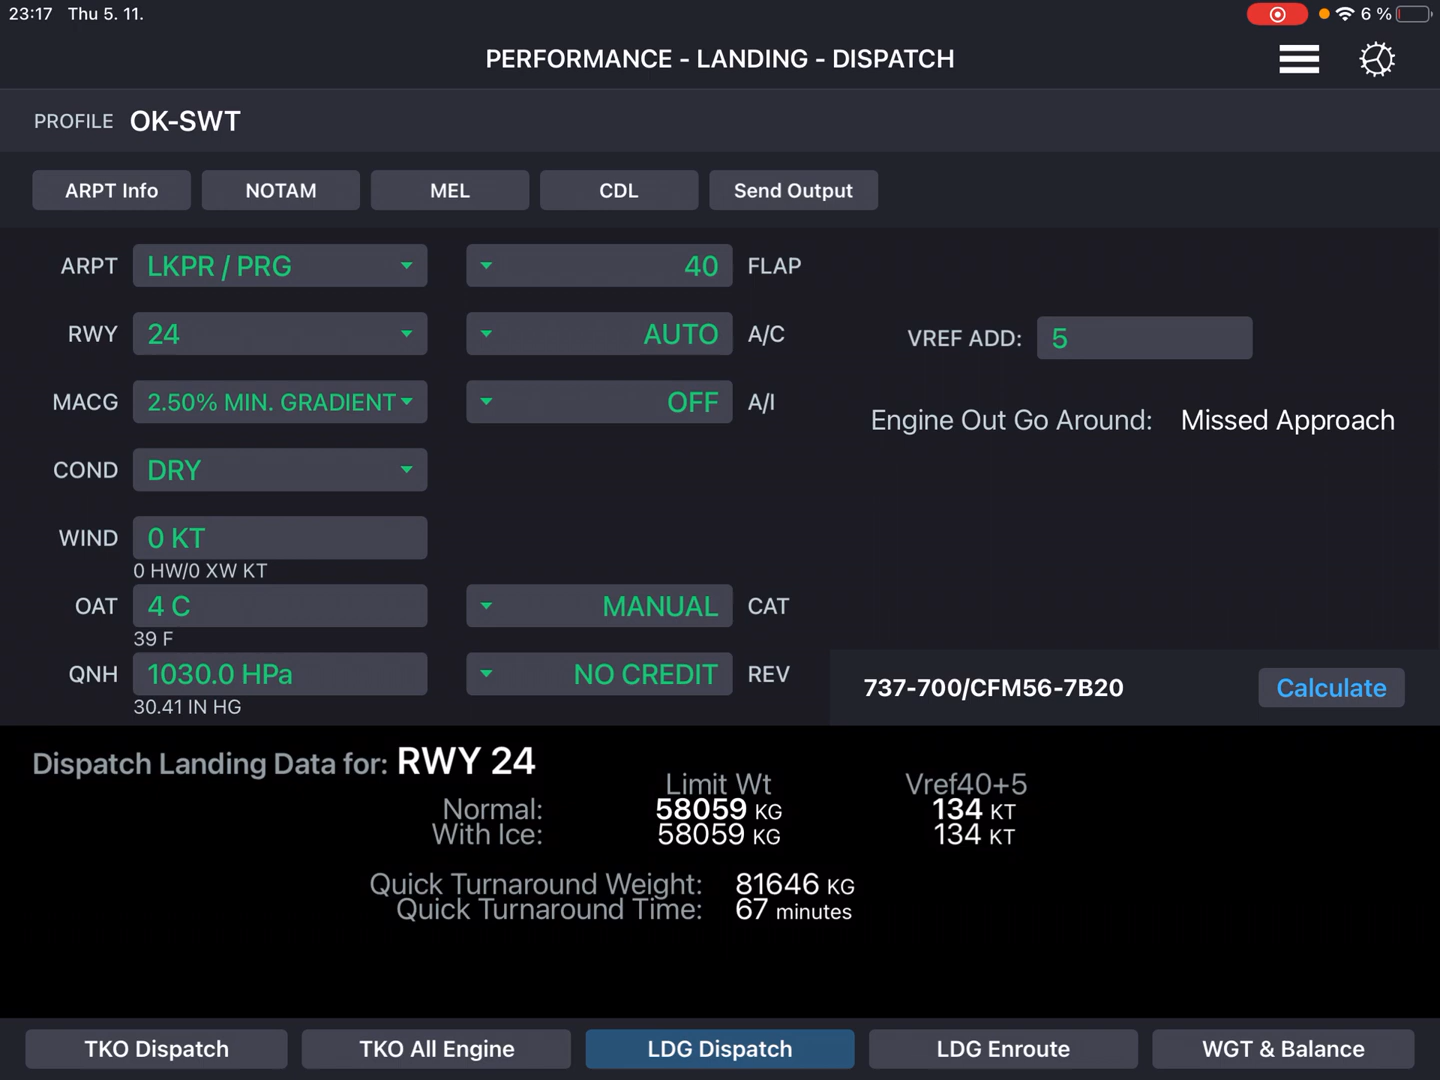 23:17 Thu 5. 11. 6 %
PERFORMANCE - LANDING - DISPATCH
PROFILE OK-SWT
ARPT Info NOTAM MEL CDL Send Output
ARPT LKPR / PRG 40 FLAP
RWY 24 AUTO A/C
VREF ADD: 5
MACG 2.50% MIN. GRADIENT OFF A/I
Engine Out Go Around: Missed Approach
COND DRY
WIND 0 KT
0 HW/0 XW KT
OAT 4 C MANUAL CAT
39 F
QNH 1030.0 HPa NO CREDIT REV
737-700/CFM56-7B20 Calculate
30.41 IN HG
Dispatch Landing Data for: RWY 24
Limit Wt Vref40+5
Normal: 58059 KG 134 KT
With Ice: 58059 KG 134 KT
Quick Turnaround Weight: 81646 KG
Quick Turnaround Time: 67 minutes
TKO Dispatch TKO All Engine LDG Dispatch LDG Enroute WGT & Balance